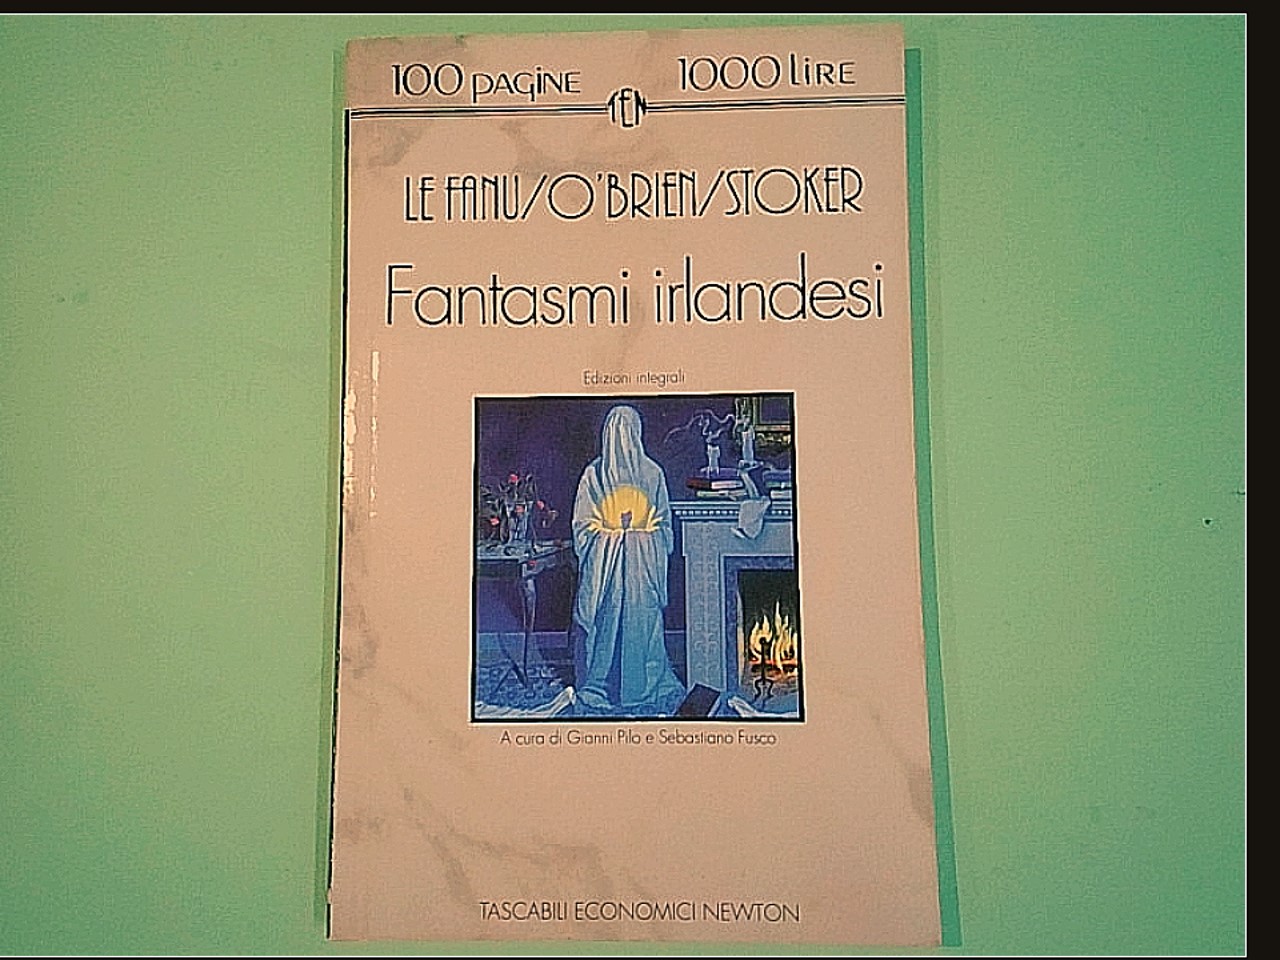 100 pagine 1000 lire
TEN
LE FANU/O'BRIEN/STOKER
Fantasmi irlandesi
Edizioni integrali
A cura di Gianni Pilo e Sebastiano Fusco
TASCABILI ECONOMICI NEWTON